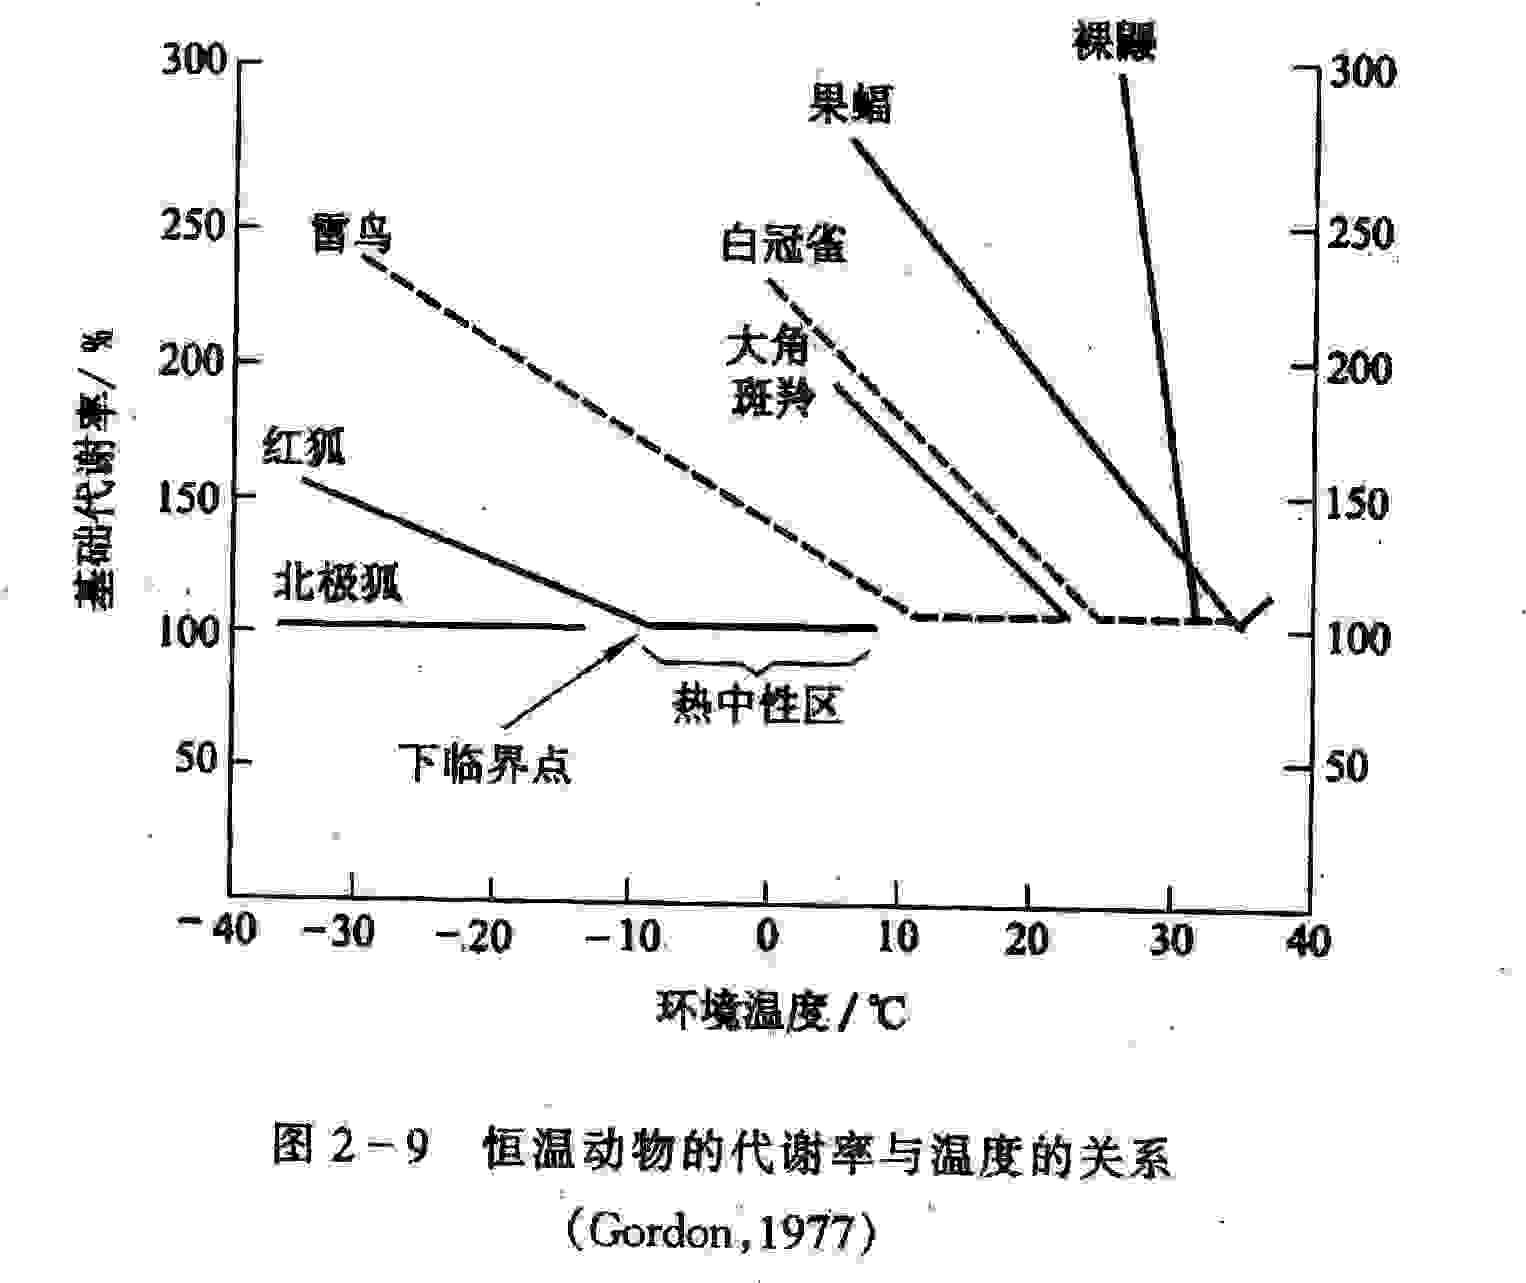 裸鼹
300
300
果蝠
250
雷鸟
白冠雀
250
大角
200
斑羚
200
红狐
150
150
基础代谢率/%
北极狐
100
100
热中性区
50
下临界点
50
-40 -30 -20 -10 0 10 20 30 40
环境温度/℃
图2-9 恒温动物的代谢率与温度的关系
(Gordon,1977)